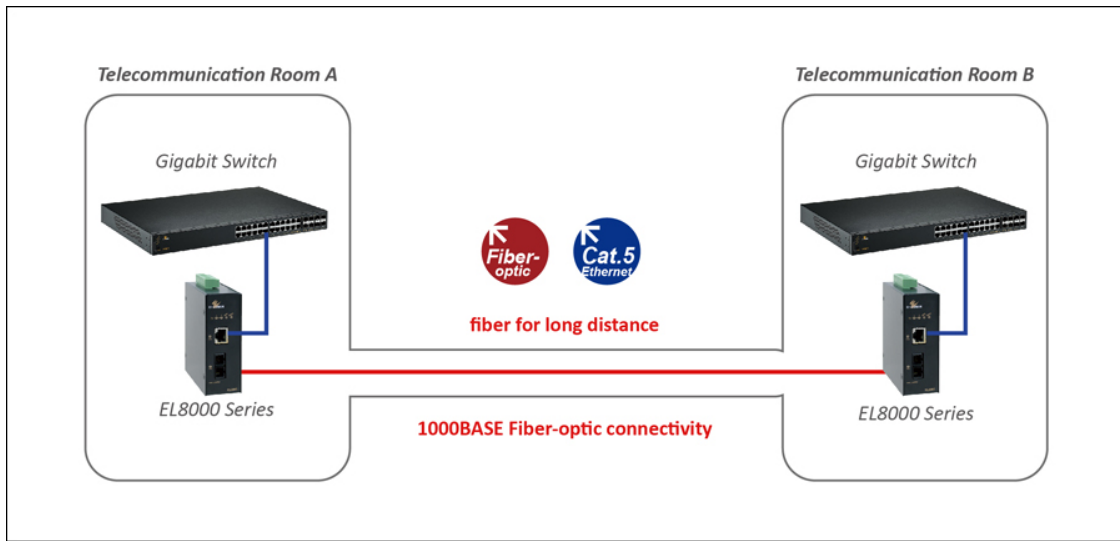 Telecommunication Room A
Telecommunication Room B
Gigabit Switch
Gigabit Switch
Fiber-
optic
Cat.5
Ethernet
fiber for long distance
EL8000 Series
EL8000 Series
1000BASE Fiber-optic connectivity